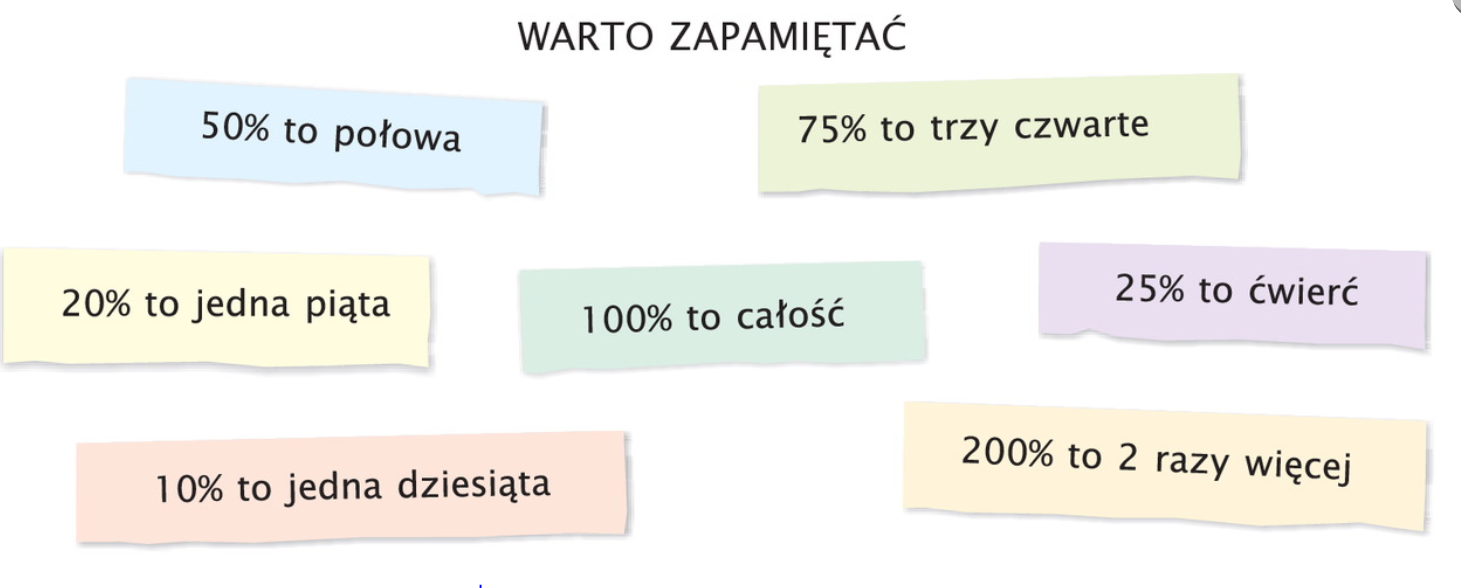 WARTO ZAPAMIĘTAĆ
50% to połowa
75% to trzy czwarte
20% to jedna piąta
100% to całość
25% to ćwierć
10% to jedna dziesiąta
200% to 2 razy więcej